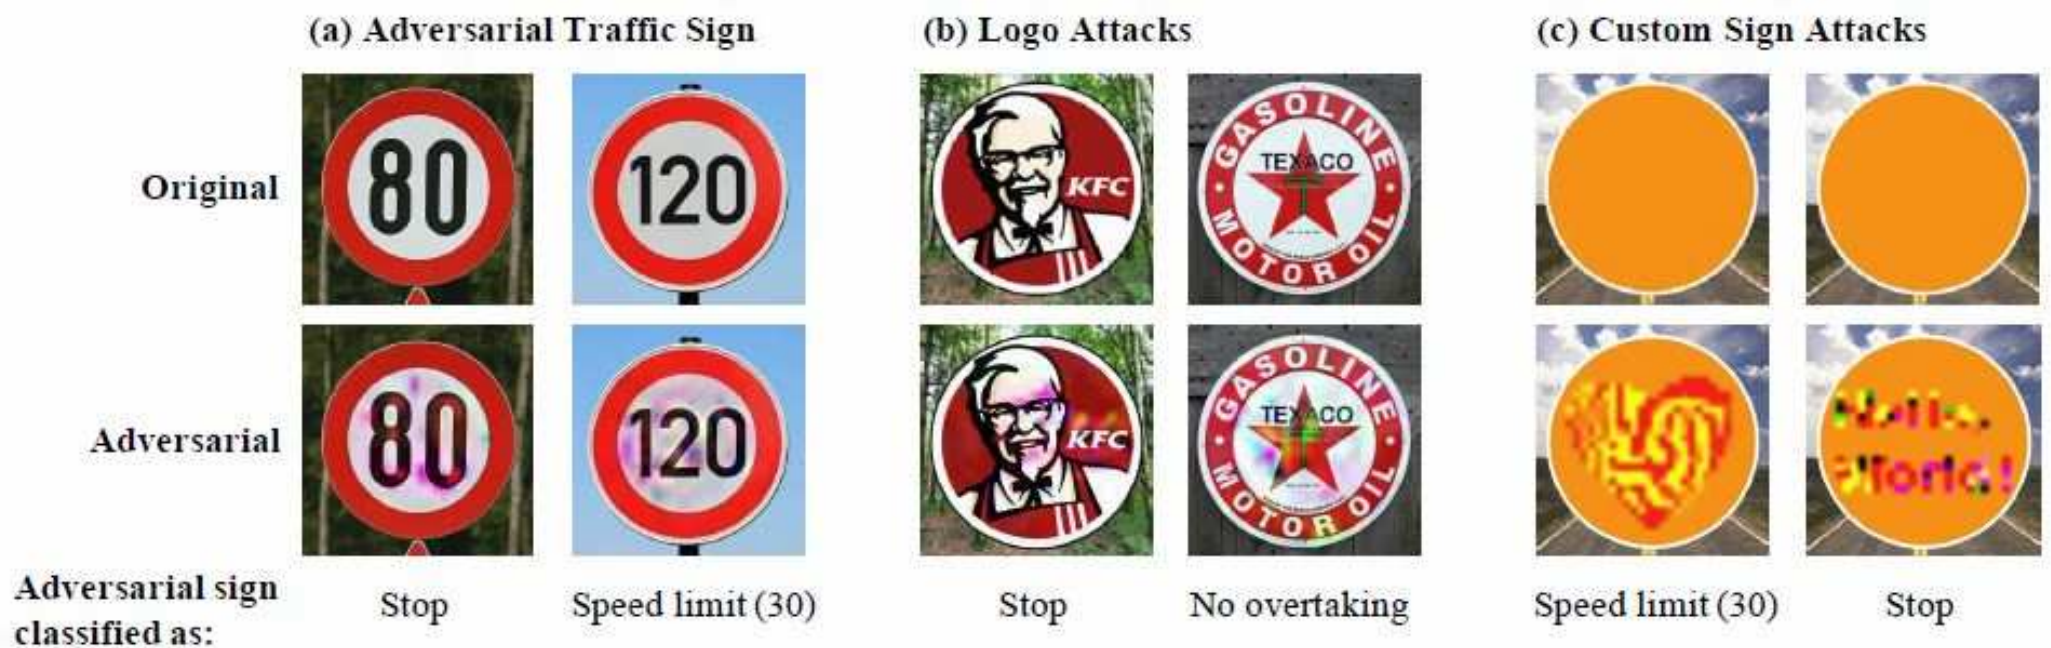 (a) Adversarial Traffic Sign
(b) Logo Attacks
(c) Custom Sign Attacks
Original
80
120
KFC
GASOLINE
TEXACO
T
MOTOR OIL
Adversarial
80
120
KFC
GASOLINE
TEXACO
T
MOTOR OIL
Adversarial sign
classified as:
Stop
Speed limit (30)
Stop
No overtaking
Speed limit (30)
Stop